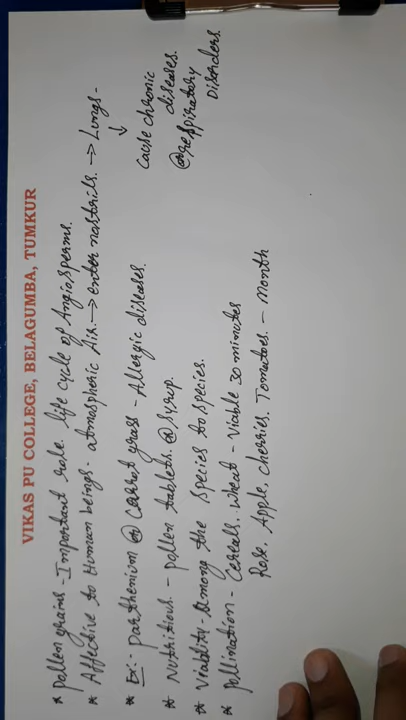 VIKAS PU COLLEGE, BELAGUMBA, TUMKUR
* Pollen grains - Important role life cycle of Angiosperms.
* Affective to Human beings - atmospheric Air. → enter nostrils. → Lungs -
↓
Cause chronic
diseases.
@ respiratory
Disorders
* Ex:- parthenium @ carrot grass - Allergic diseases.
* Nutritious. - pollen tablets. @ syrup.
* Viability - Among the species to species.
* Pollination - Cereals. wheat - viable 30 minutes
Rose. Apple, cherries. Tomatoes. - month